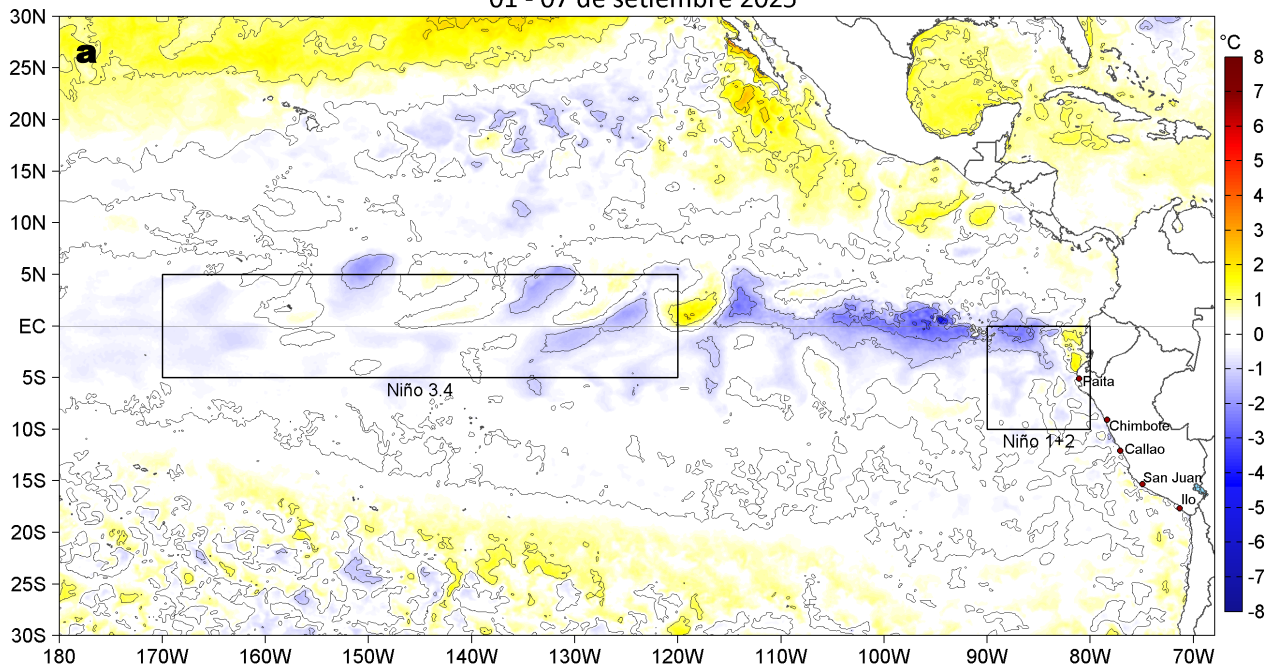 01 - 07 de setiembre 2025
a
°C
30N
25N
20N
15N
10N
5N
EC
5S
10S
15S
20S
25S
30S
8
7
6
5
4
3
2
1
0
-1
-2
-3
-4
-5
-6
-7
-8
Niño 3.4
Niño 1+2
Paita
Chimbote
Callao
San Juan
Ilo
180 170W 160W 150W 140W 130W 120W 110W 100W 90W 80W 70W